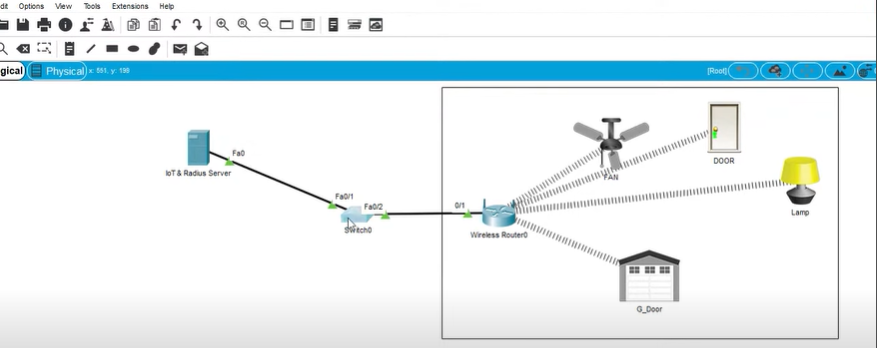 dit Options View Tools Extensions Help
gical Physical x: 551, y: 198 [Root]
Fa0
IoT & Radius Server
Fa0/1
Fa0/2
Switch0
0/1
Wireless Router0
FAN
DOOR
Lamp
G_Door